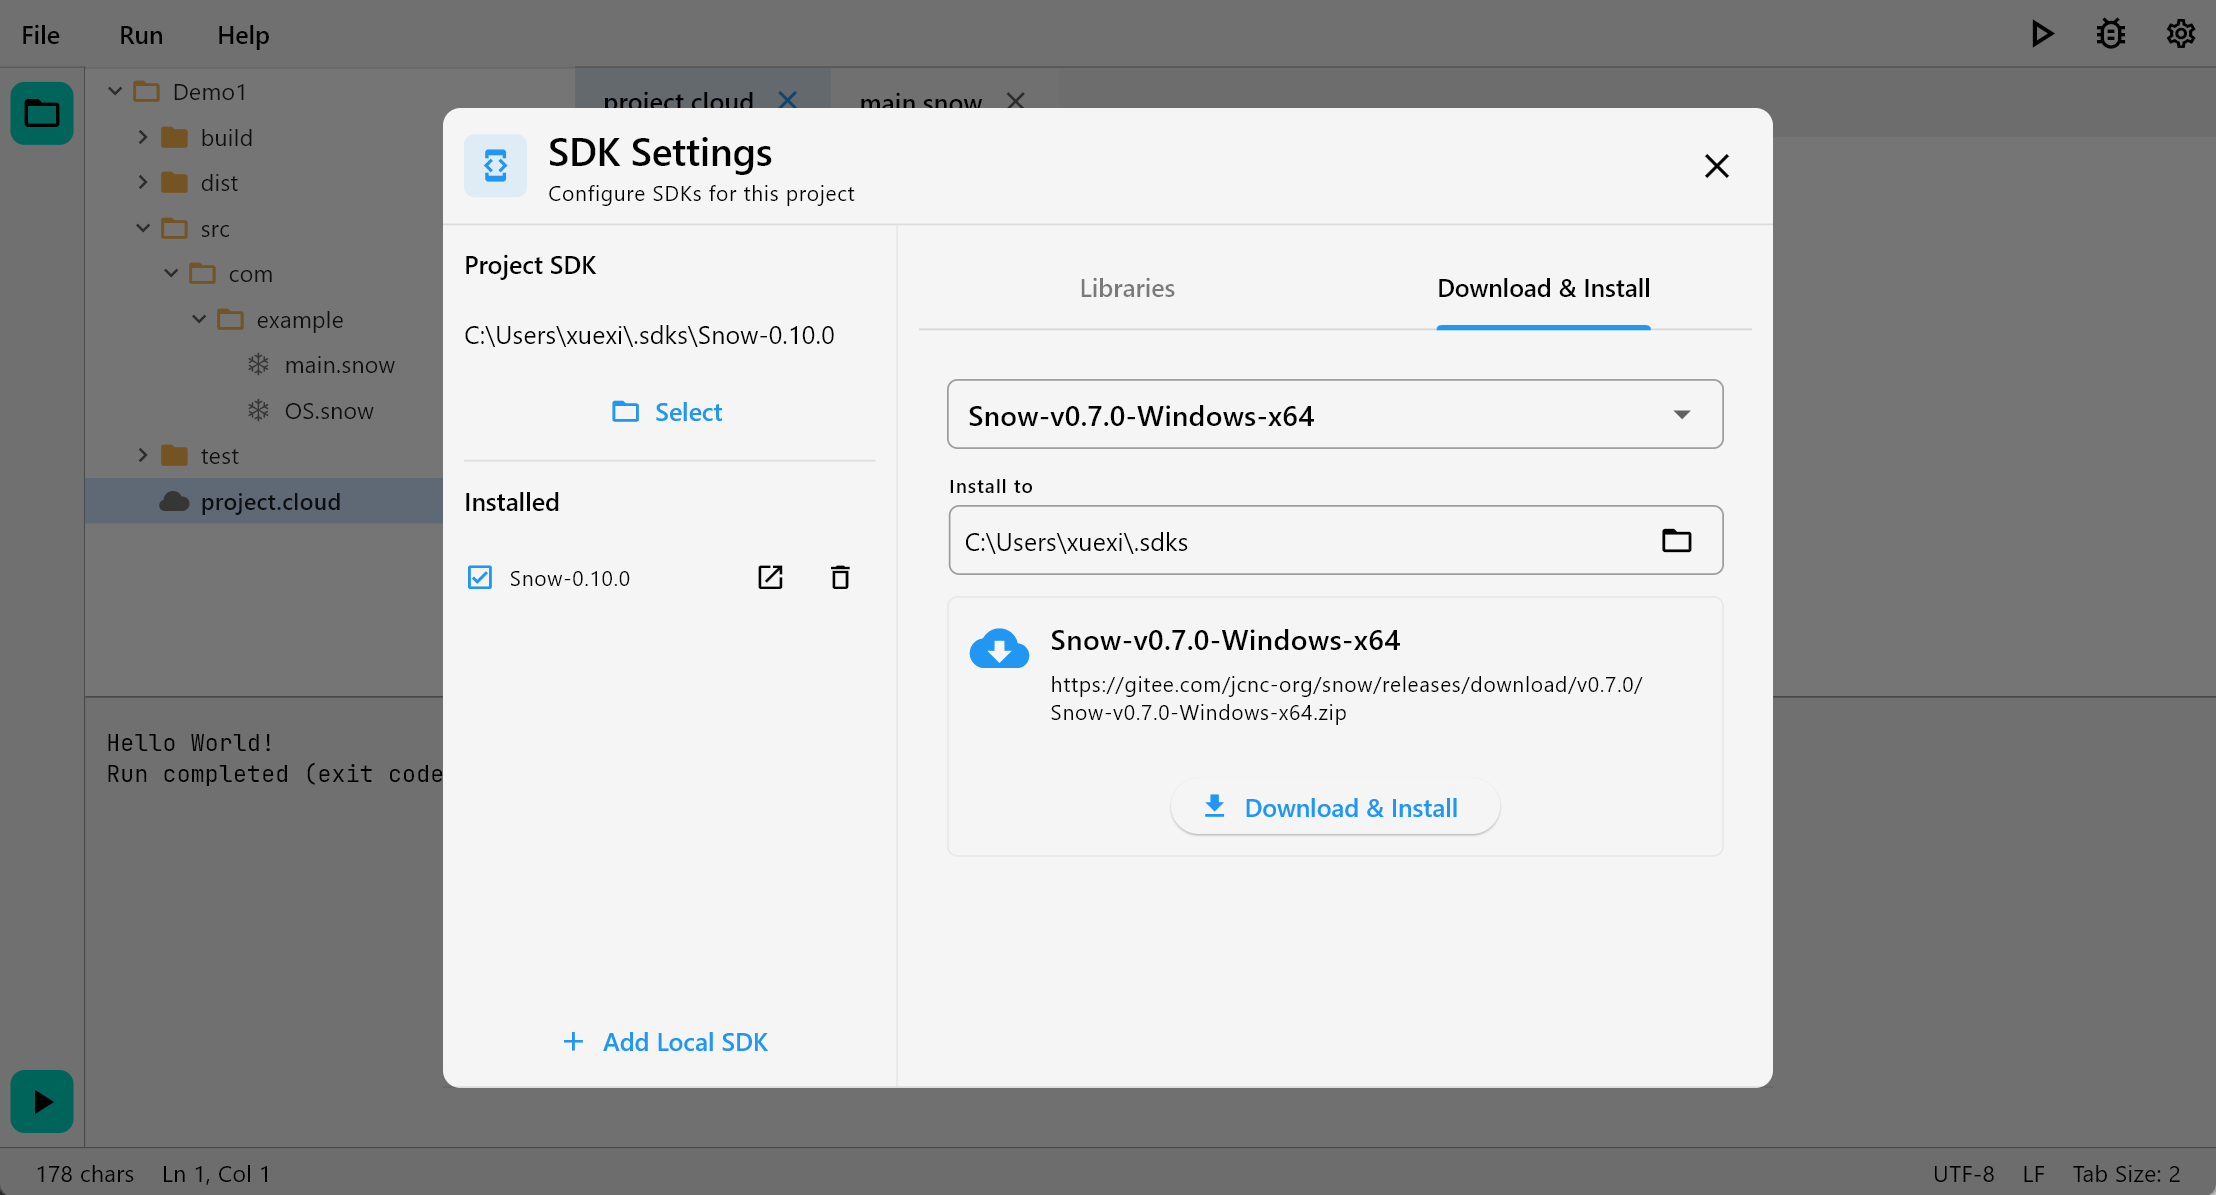 File Run Help
Demo1
build
dist
src
com
example
main.snow
OS.snow
test
project.cloud
project.cloud
main.snow
SDK Settings
Configure SDKs for this project
Project SDK
C:\Users\xuexi\.sdks\Snow-0.10.0
Select
Installed
Snow-0.10.0
Add Local SDK
Libraries
Download & Install
Snow-v0.7.0-Windows-x64
Install to
C:\Users\xuexi\.sdks
Snow-v0.7.0-Windows-x64
https://gitee.com/jcnc-org/snow/releases/download/v0.7.0/
Snow-v0.7.0-Windows-x64.zip
Download & Install
Hello World!
Run completed (exit code
178 chars Ln 1, Col 1
UTF-8 LF Tab Size: 2